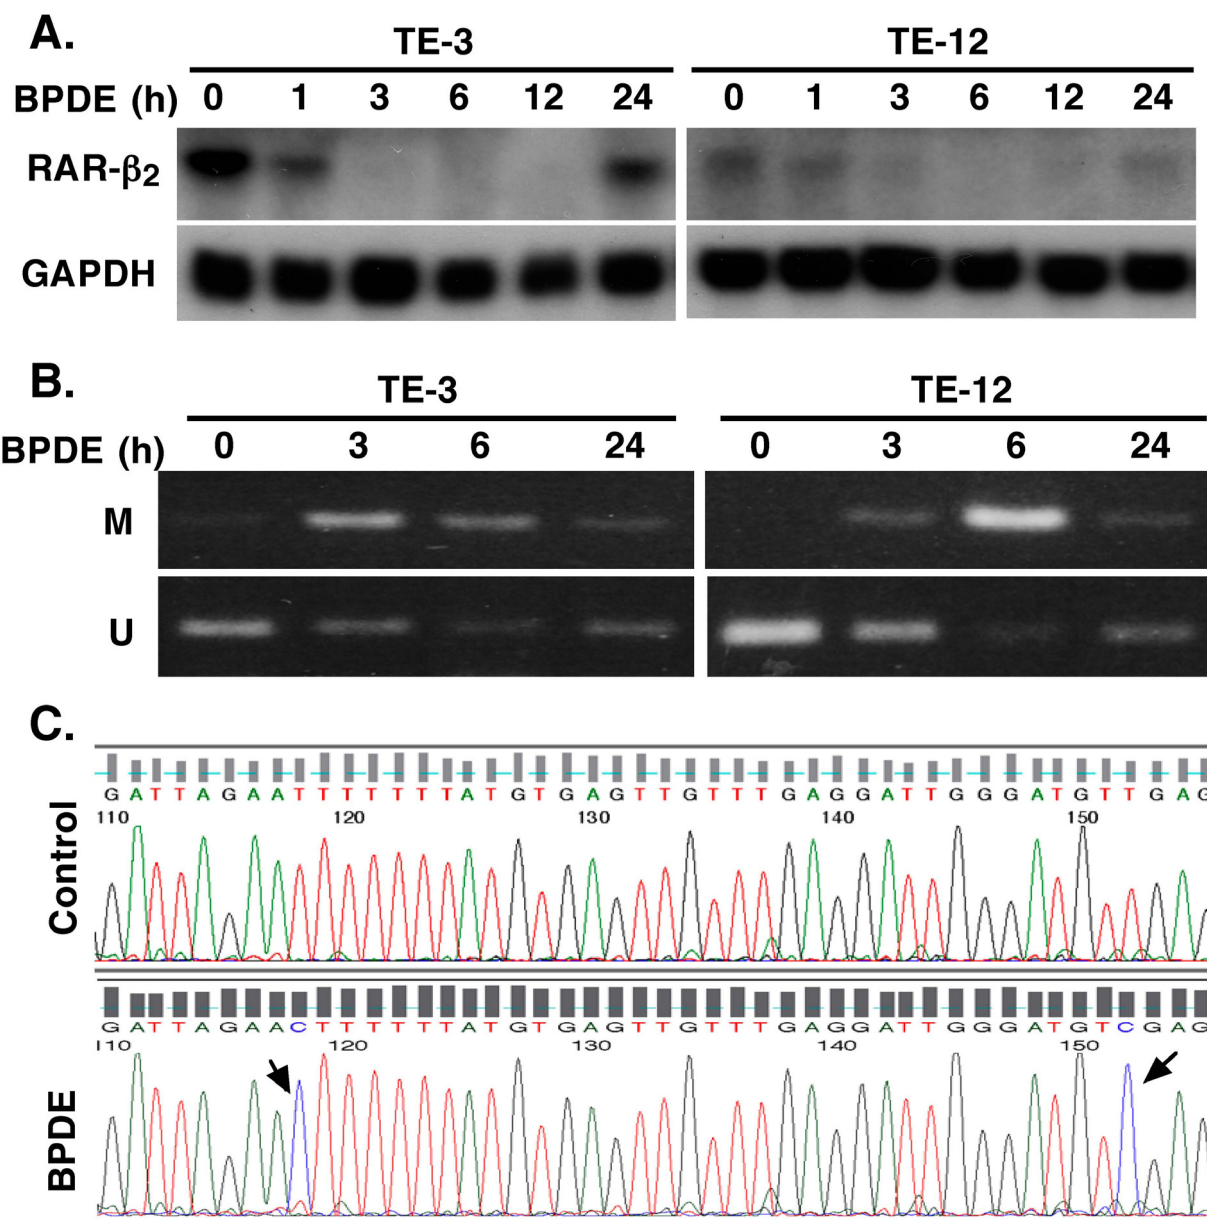 A.
TE-3 TE-12
BPDE (h) 0 1 3 6 12 24 0 1 3 6 12 24
RAR-β2
GAPDH
B.
TE-3 TE-12
BPDE (h) 0 3 6 24 0 3 6 24
M
U
C.
Control
G A T T A G A A T T T T T T T A T G T G A G T T G T T T G A G G A T T G G G A T G T T G A G
110 120 130 140 150
BPDE
G A T T A G A A C T T T T T T A T G T G A G T T G T T T G A G G A T T G G G A T G T C G A G
110 120 130 140 150